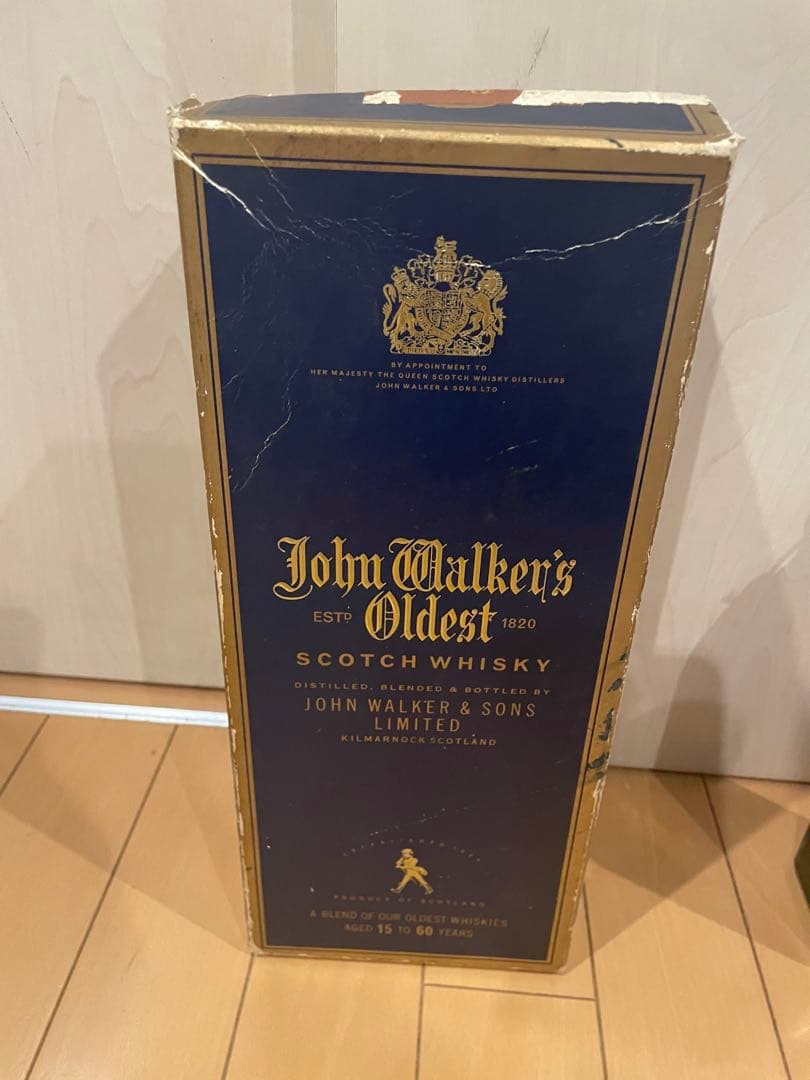 BY APPOINTMENT TO
HER MAJESTY THE QUEEN SCOTCH WHISKY DISTILLERS
JOHN WALKER & SONS LTD
John Walker's
ESTD Oldest 1820
SCOTCH WHISKY
DISTILLED, BLENDED & BOTTLED BY
JOHN WALKER & SONS
LIMITED
KILMARNOCK SCOTLAND
ESTABLISHED 1820
PRODUCT OF SCOTLAND
A BLEND OF OUR OLDEST WHISKIES
AGED 15 TO 60 YEARS